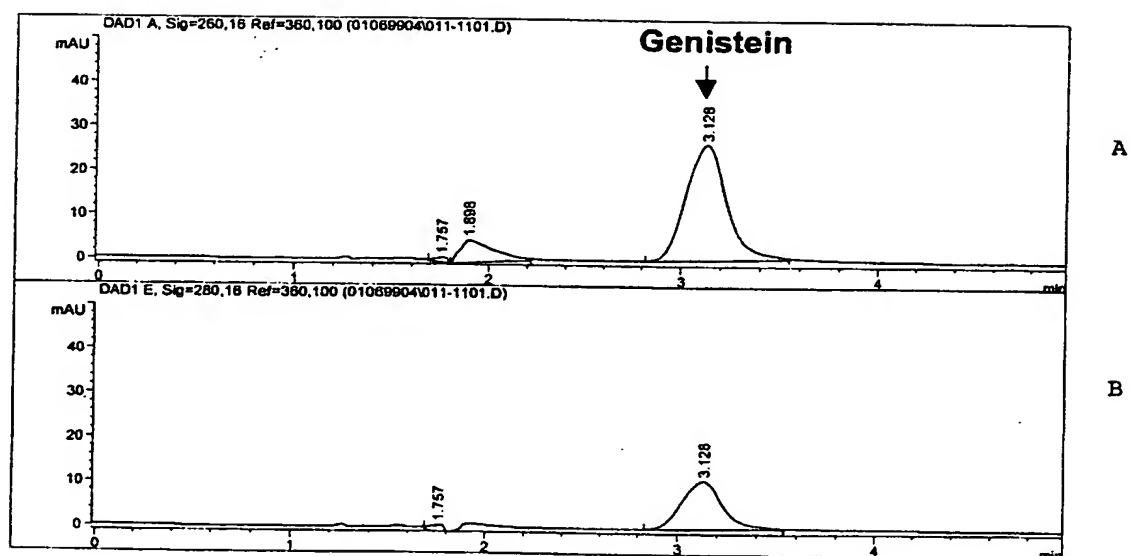 DAD1 A, Sig=260,16 Ref=360,100 (01069904\011-1101.D)
mAU
Genistein
40
30
20
10
0
3.128
1.757
1.898
0 1 2 3 4 min
A
DAD1 E, Sig=280,16 Ref=360,100 (01069904\011-1101.D)
mAU
40
30
20
10
0
1.757
3.128
0 1 2 3 4 min
B